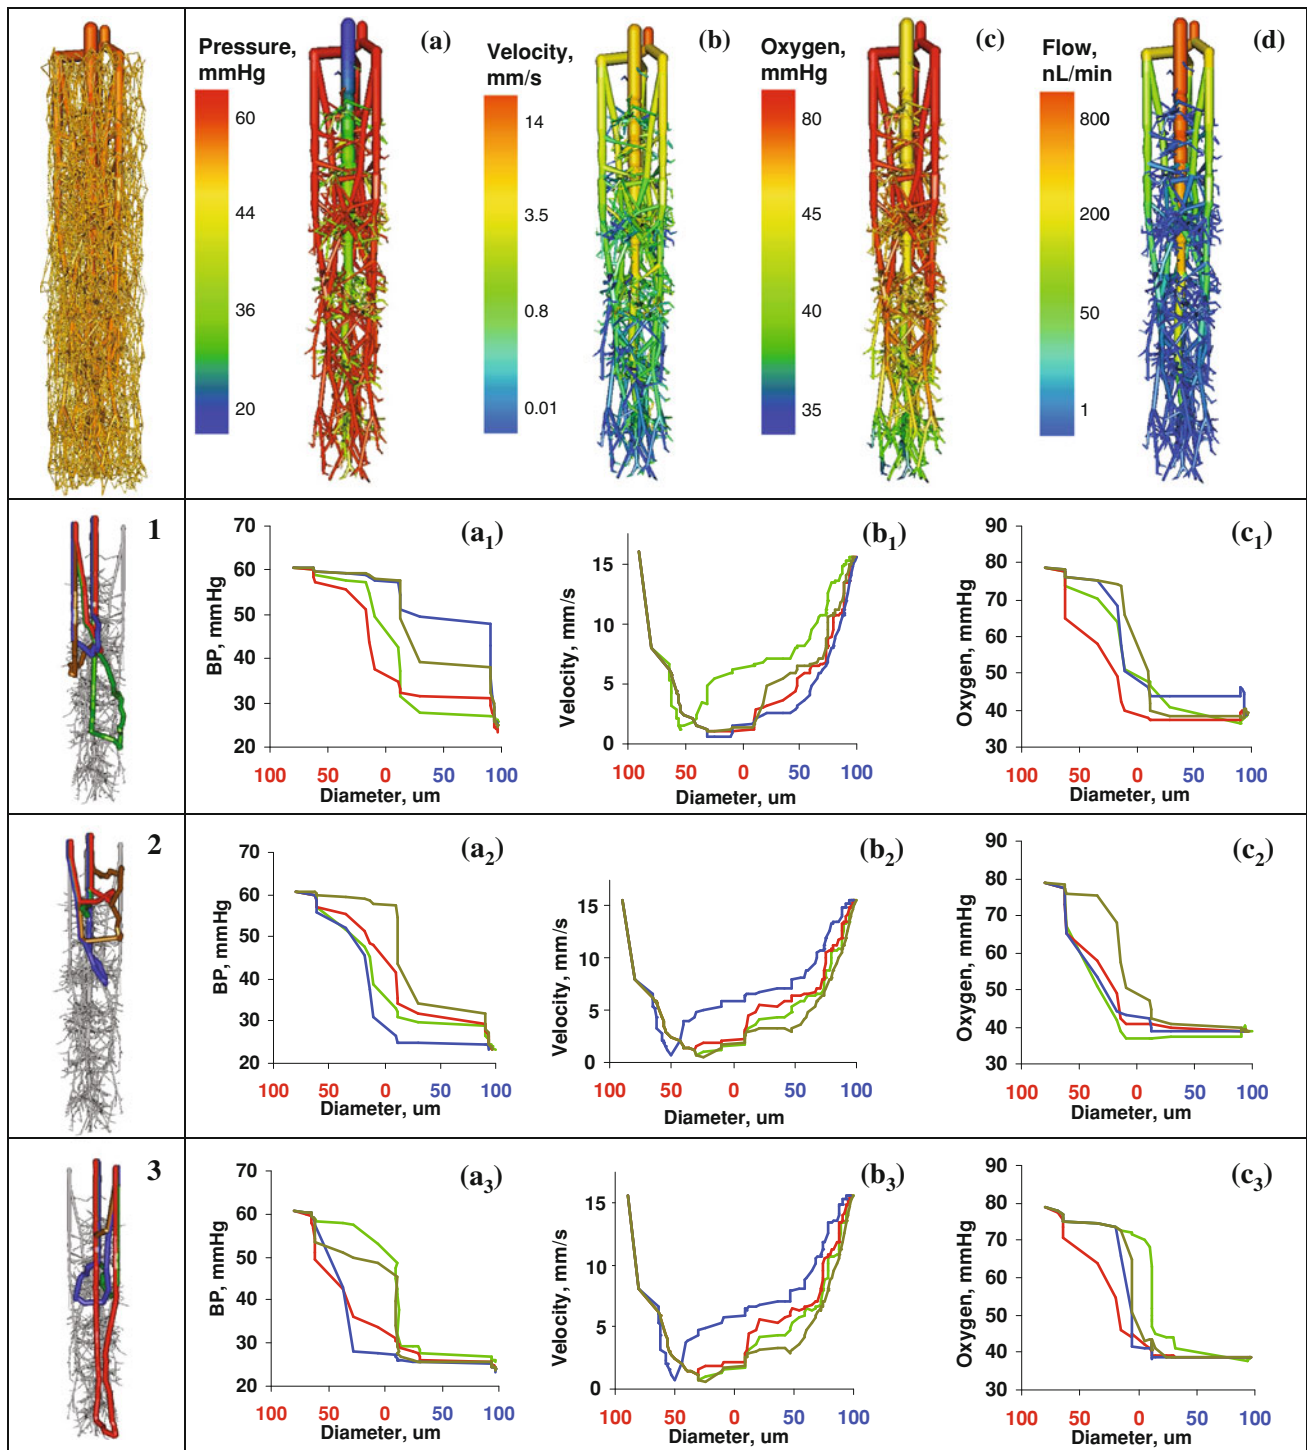 Pressure, mmHg
60
44
36
20
(a)
Velocity, mm/s
14
3.5
0.8
0.01
(b)
Oxygen, mmHg
80
45
40
35
(c)
Flow, nL/min
800
200
50
1
(d)
1
(a1)
BP, mmHg
70
60
50
40
30
20
100 50 0 50 100
Diameter, um
(b1)
Velocity, mm/s
15
10
5
0
100 50 0 50 100
Diameter, um
(c1)
Oxygen, mmHg
90
80
70
60
50
40
30
100 50 0 50 100
Diameter, um
2
(a2)
BP, mmHg
70
60
50
40
30
20
100 50 0 50 100
Diameter, um
(b2)
Velocity, mm/s
15
10
5
0
100 50 0 50 100
Diameter, um
(c2)
Oxygen, mmHg
90
80
70
60
50
40
30
100 50 0 50 100
Diameter, um
3
(a3)
BP, mmHg
70
60
50
40
30
20
100 50 0 50 100
Diameter, um
(b3)
Velocity, mm/s
15
10
5
0
100 50 0 50 100
Diameter, um
(c3)
Oxygen, mmHg
90
80
70
60
50
40
30
100 50 0 50 100
Diameter, um